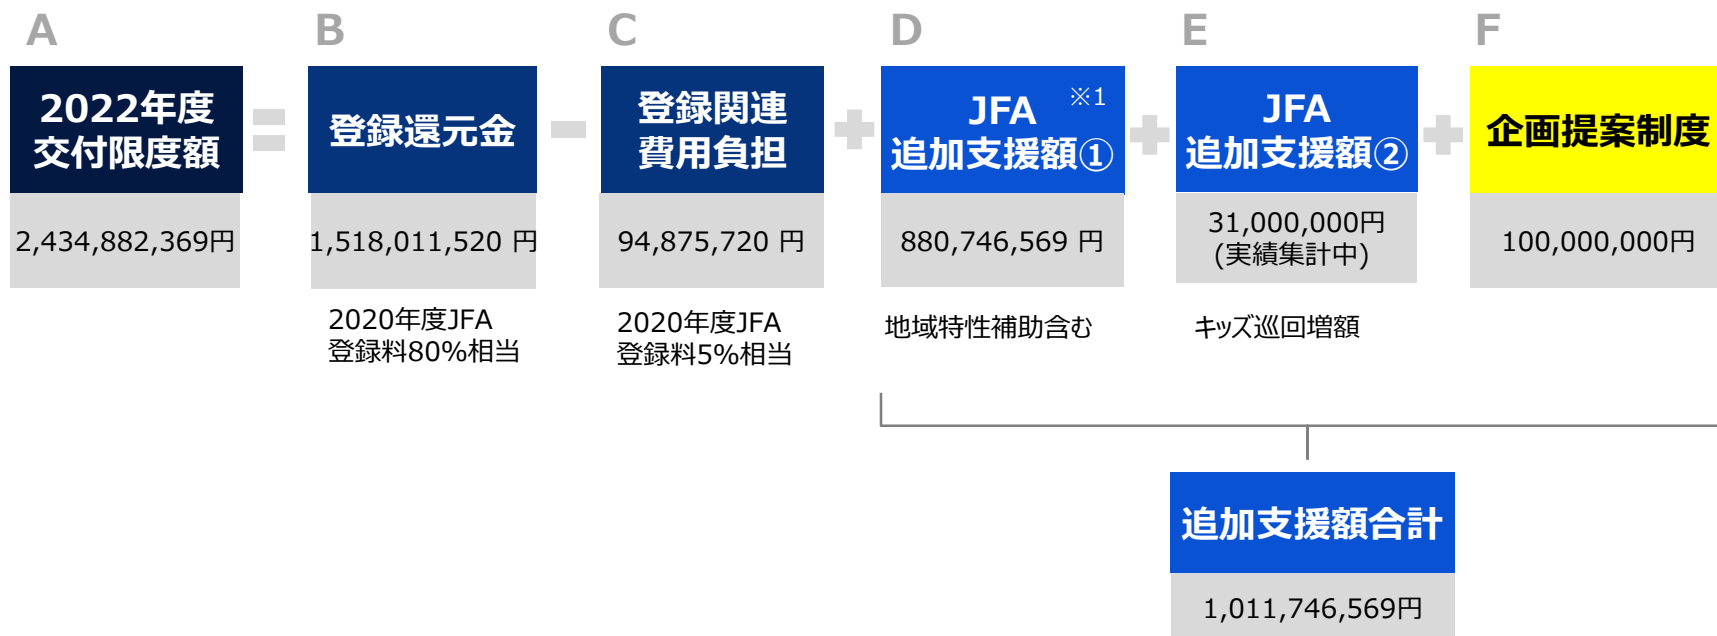 A
B
C
D
E
F
2022年度
交付限度額
登録還元金
登録関連
費用負担
JFA ※1
追加支援額①
JFA
追加支援額②
企画提案制度
2,434,882,369円
1,518,011,520 円
94,875,720 円
880,746,569 円
31,000,000円
(実績集計中)
100,000,000円
2020年度JFA
登録料80%相当
2020年度JFA
登録料5%相当
地域特性補助含む
キッズ巡回増額
追加支援額合計
1,011,746,569円